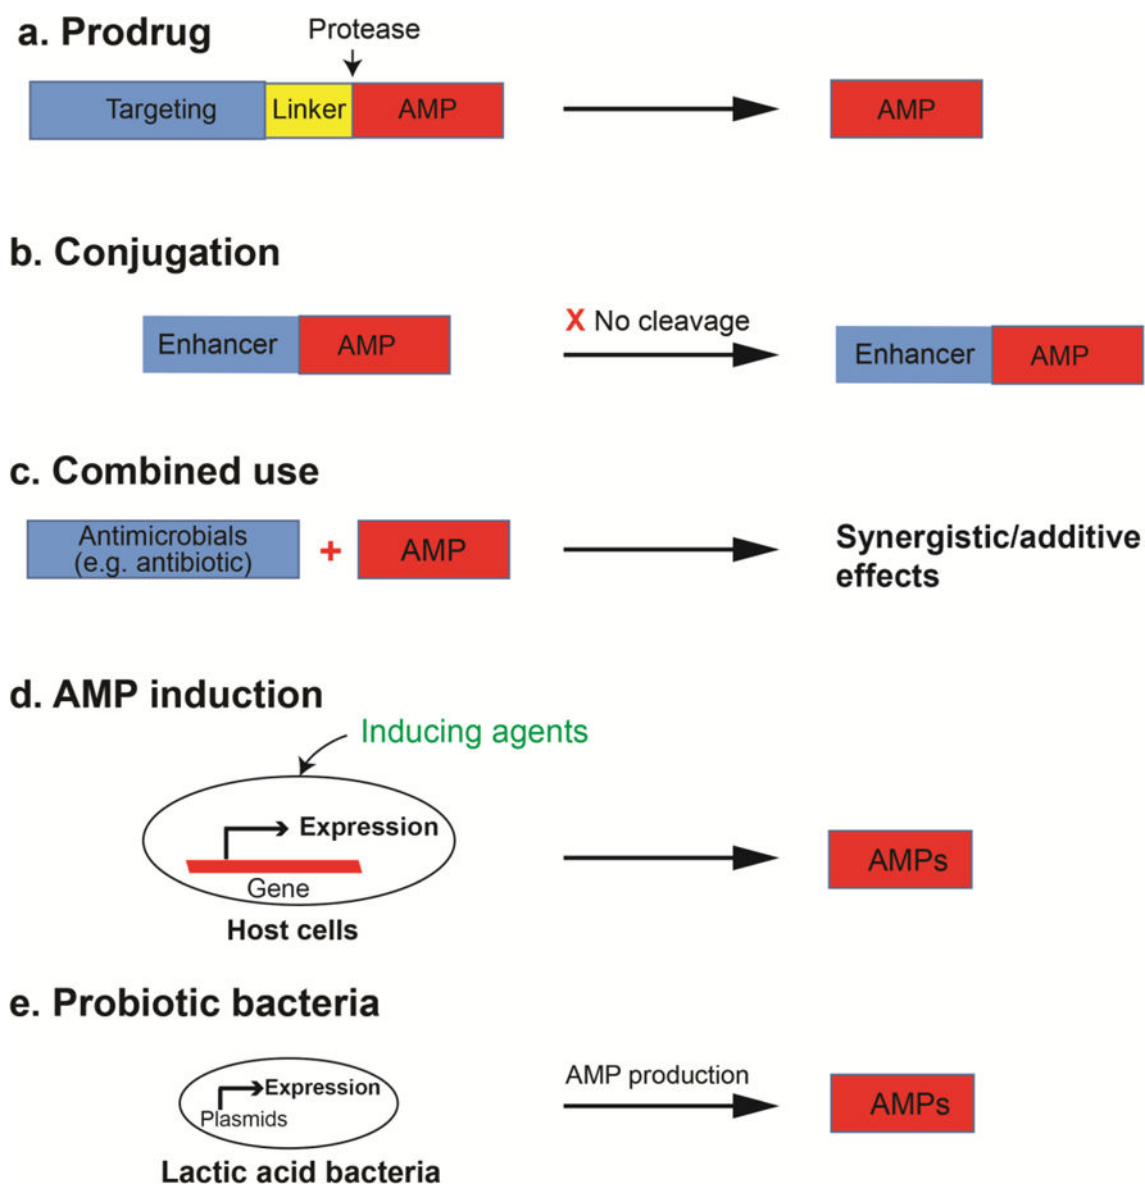 a. Prodrug
Protease
Targeting
Linker
AMP
AMP
b. Conjugation
Enhancer
AMP
X No cleavage
Enhancer
AMP
c. Combined use
Antimicrobials
(e.g. antibiotic)
+
AMP
Synergistic/additive
effects
d. AMP induction
Inducing agents
Expression
Gene
Host cells
AMPs
e. Probiotic bacteria
Expression
Plasmids
Lactic acid bacteria
AMP production
AMPs